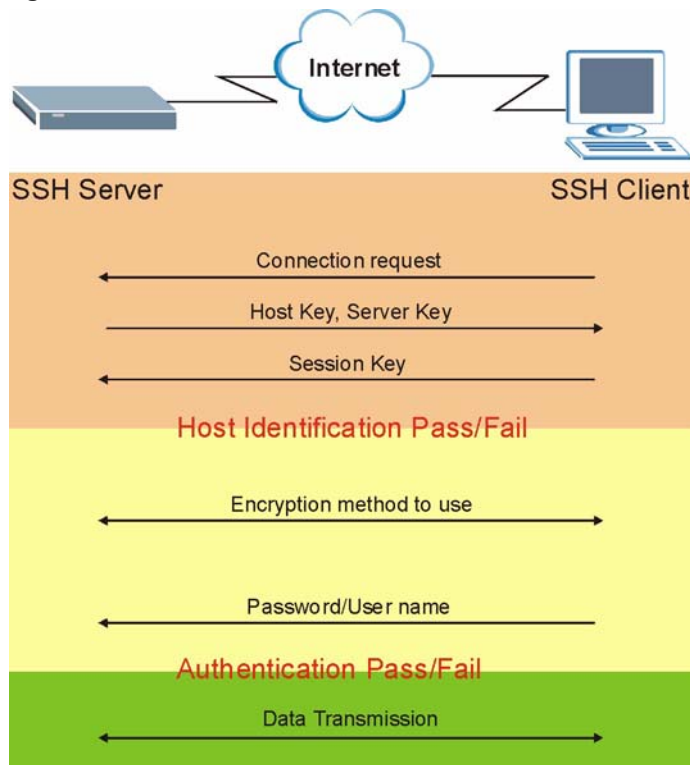 Internet
SSH Server
SSH Client
Connection request
Host Key, Server Key
Session Key
Host Identification Pass/Fail
Encryption method to use
Password/User name
Authentication Pass/Fail
Data Transmission